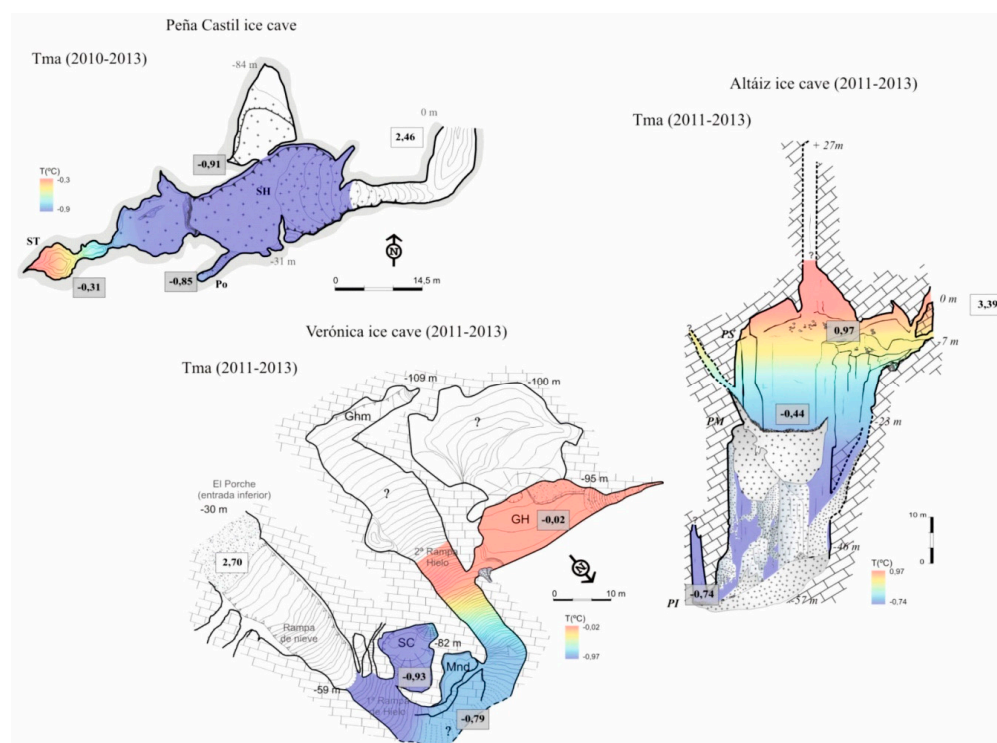 Peña Castil ice cave
Tma (2010-2013)
-84 m
0 m
2,46
-0,91
T(ºC)
-0.3
-0.9
SH
ST
-0,31
-0,85
Po
-31 m
N
0 14,5 m
Verónica ice cave (2011-2013)
Tma (2011-2013)
-109 m
-100 m
Ghm
?
?
-95 m
El Porche
(entrada inferior)
-30 m
GH
-0,02
2,70
2ª Rampa
Hielo
N
0 10 m
T(ºC)
-0,02
-0,97
Rampa
de nieve
SC
-82 m
Mnd
-0,93
-59 m
1ª Rampa
de Hielo
-0,79
?
Altáiz ice cave (2011-2013)
Tma (2011-2013)
+ 27m
?
0 m
3,39
PS
0,97
-7 m
?
-0,44
PM
-23 m
10 m
0
?
-46 m
T(ºC)
0,97
-0,74
-0,74
PI
-57 m